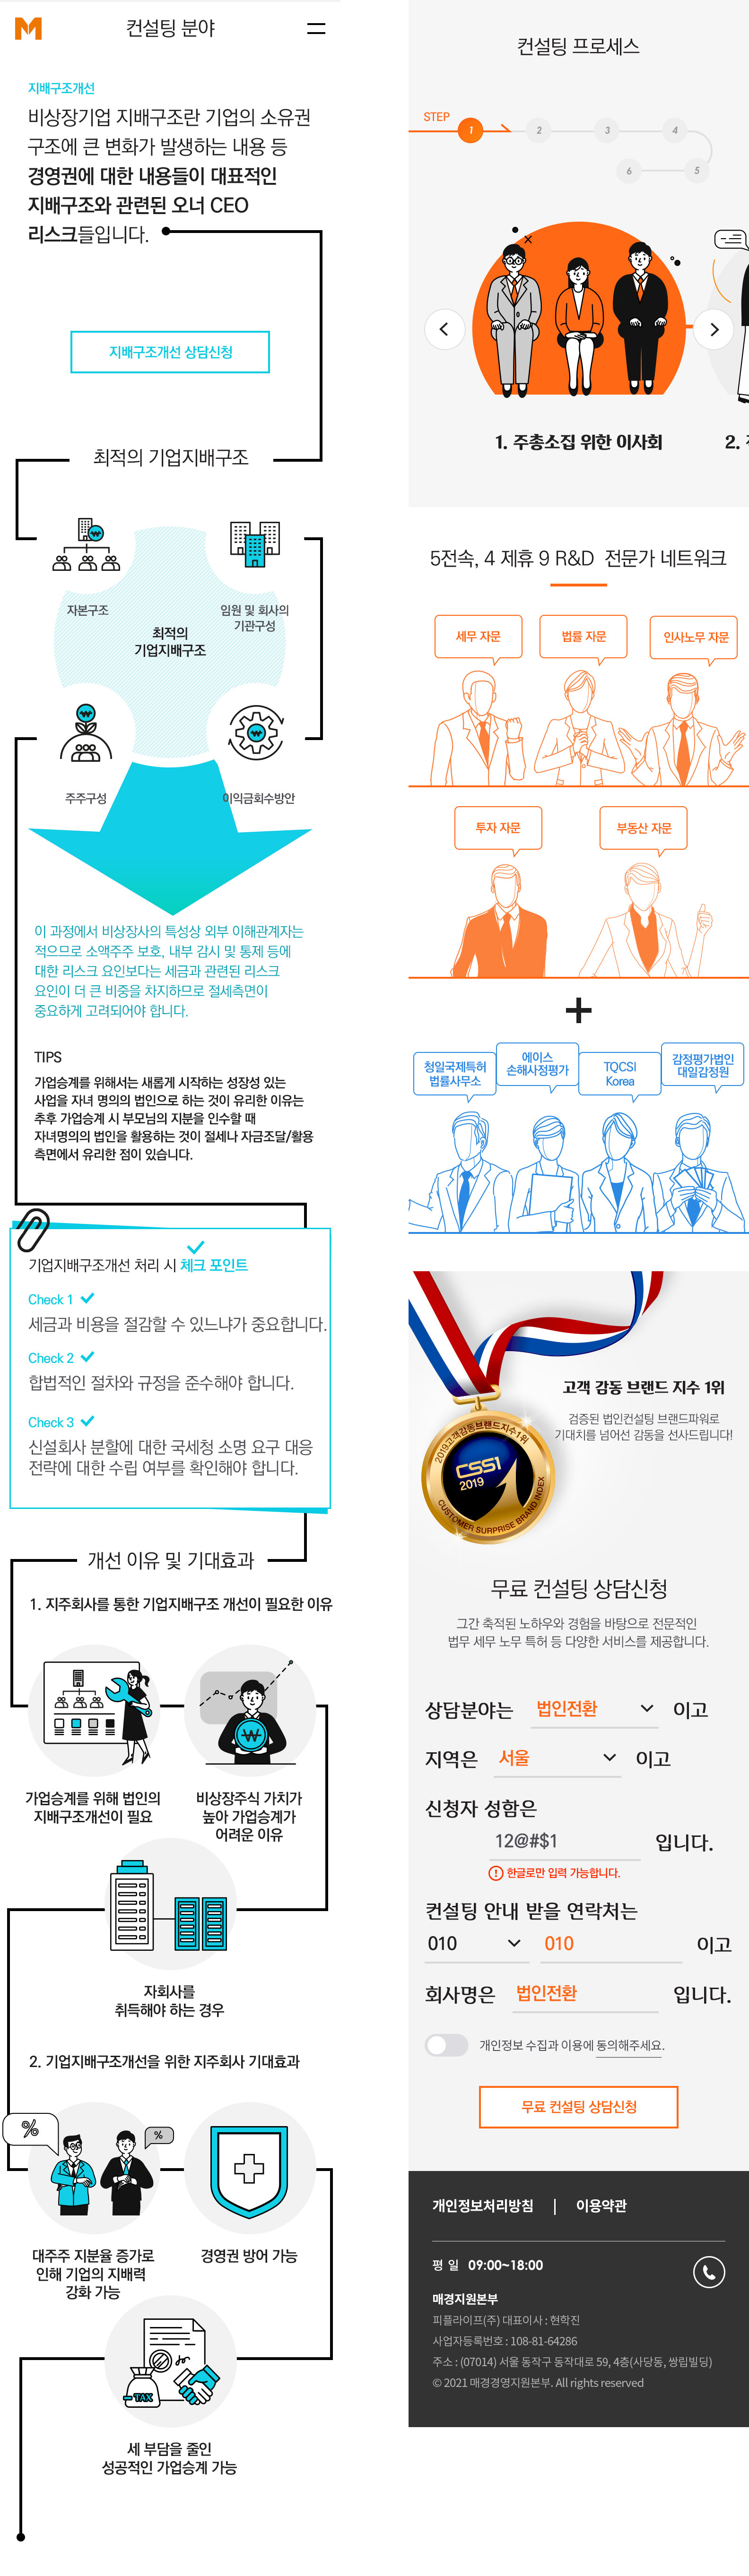 컨설팅 분야
지배구조개선
비상장기업 지배구조란 기업의 소유권
구조에 큰 변화가 발생하는 내용 등
경영권에 대한 내용들이 대표적인
지배구조와 관련된 오너 CEO
리스크들입니다.
지배구조개선 상담신청
최적의 기업지배구조
자본구조
임원 및 회사의
기관구성
최적의
기업지배구조
주주구성
이익금회수방안
이 과정에서 비상장사의 특성상 외부 이해관계자는
적으므로 소액주주 보호, 내부 감시 및 통제 등에
대한 리스크 요인보다는 세금과 관련된 리스크
요인이 더 큰 비중을 차지하므로 절세측면이
중요하게 고려되어야 합니다.
TIPS
가업승계를 위해서는 새롭게 시작하는 성장성 있는
사업을 자녀 명의의 법인으로 하는 것이 유리한 이유는
추후 가업승계 시 부모님의 지분을 인수할 때
자녀명의의 법인을 활용하는 것이 절세나 자금조달/활용
측면에서 유리한 점이 있습니다.
기업지배구조개선 처리 시 체크 포인트
Check 1
세금과 비용을 절감할 수 있느냐가 중요합니다.
Check 2
합법적인 절차와 규정을 준수해야 합니다.
Check 3
신설회사 분할에 대한 국세청 소명 요구 대응
전략에 대한 수립 여부를 확인해야 합니다.
개선 이유 및 기대효과
1. 지주회사를 통한 기업지배구조 개선이 필요한 이유
가업승계를 위해 법인의
지배구조개선이 필요
비상장주식 가치가
높아 가업승계가
어려운 이유
자회사를
취득해야 하는 경우
2. 기업지배구조개선을 위한 지주회사 기대효과
%
%
대주주 지분율 증가로
인해 기업의 지배력
강화 가능
경영권 방어 가능
TAX
세 부담을 줄인
성공적인 가업승계 가능
컨설팅 프로세스
STEP
1
2
3
4
5
6
1. 주총소집 위한 이사회
2.
5전속, 4 제휴 9 R&D 전문가 네트워크
세무 자문
법률 자문
인사노무 자문
투자 자문
부동산 자문
청일국제특허
법률사무소
에이스
손해사정평가
TQCSI
Korea
감정평가법인
대일감정원
2019고객감동브랜드지수1위
CSSI
2019
CUSTOMER SURPRISE BRAND INDEX
고객 감동 브랜드 지수 1위
검증된 법인컨설팅 브랜드파워로
기대치를 넘어선 감동을 선사드립니다!
무료 컨설팅 상담신청
그간 축적된 노하우와 경험을 바탕으로 전문적인
법무 세무 노무 특허 등 다양한 서비스를 제공합니다.
상담분야는 법인전환 이고
지역은 서울 이고
신청자 성함은
12@#$1 입니다.
한글로만 입력 가능합니다.
컨설팅 안내 받을 연락처는
010 010 이고
회사명은 법인전환 입니다.
개인정보 수집과 이용에 동의해주세요.
무료 컨설팅 상담신청
개인정보처리방침 | 이용약관
평 일 09:00~18:00
매경지원본부
피플라이프(주) 대표이사 : 현학진
사업자등록번호 : 108-81-64286
주소 : (07014) 서울 동작구 동작대로 59, 4층(사당동, 쌍립빌딩)
© 2021 매경경영지원본부. All rights reserved